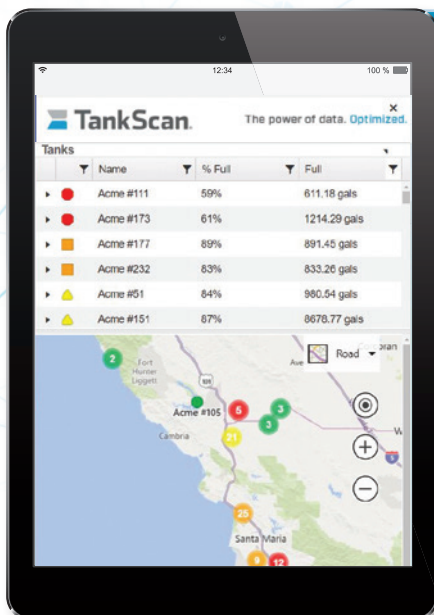 12:34
100 %
TankScan.
The power of data. Optimized.
Tanks
Name % Full Full
Acme #111 59% 611.18 gals
Acme #173 61% 1214.29 gals
Acme #177 89% 891.45 gals
Acme #232 83% 833.26 gals
Acme #51 84% 980.54 gals
Acme #151 87% 8678.77 gals
Road
2
Fort
Hunter
Liggett
Ave
Acme #105
5
3
3
21
Cambria
25
Santa Maria
9
12